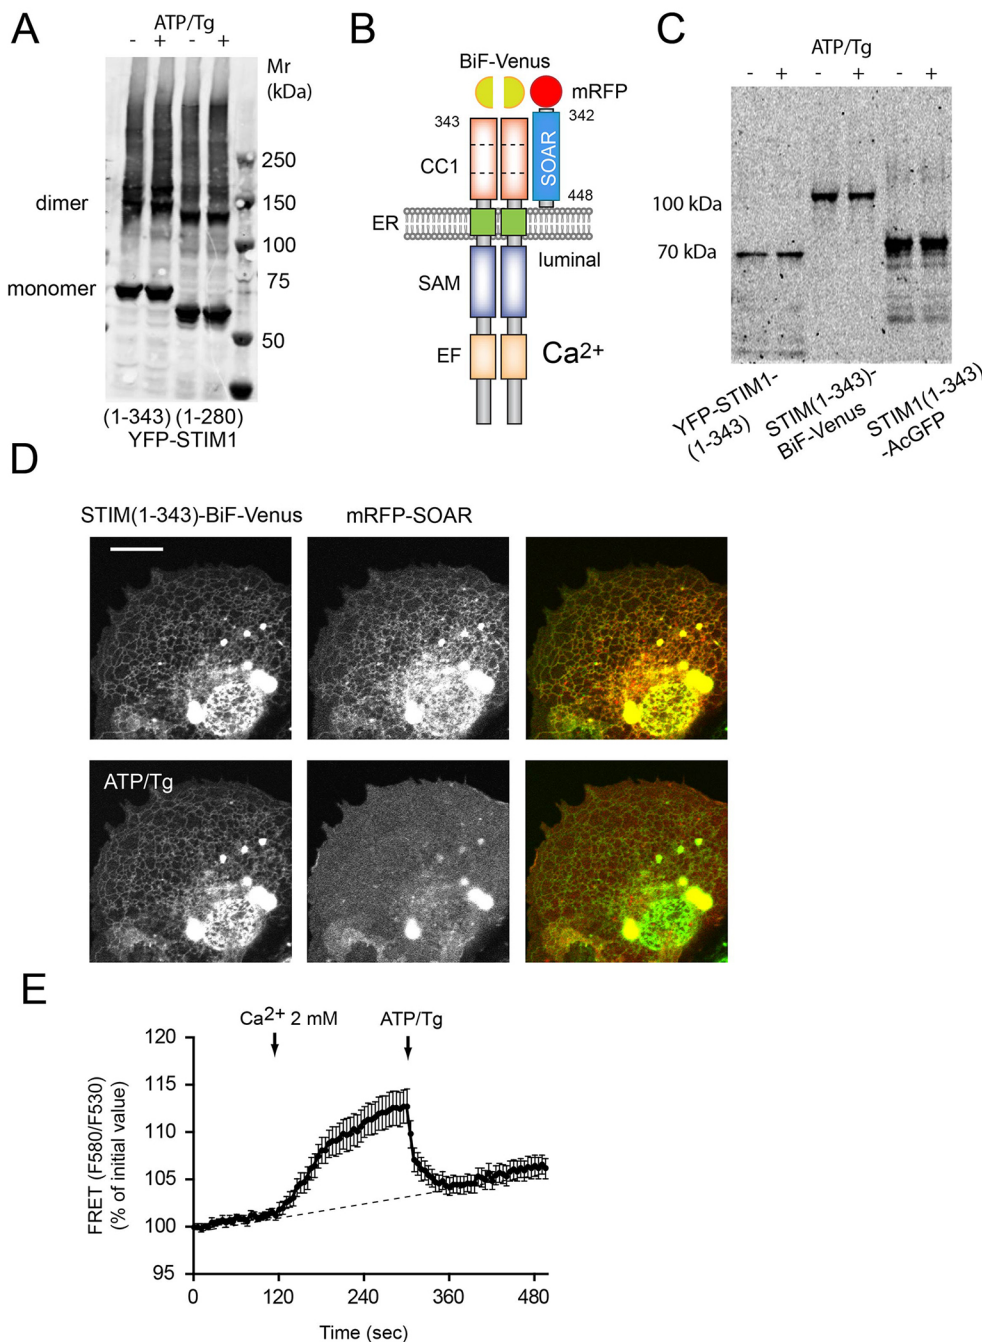 A
ATP/Tg
- + - +
Mr
(kDa)
250
dimer
150
100
monomer
75
50
(1-343) (1-280)
YFP-STIM1
B
BiF-Venus
mRFP
343
342
CC1
SOAR
448
ER
luminal
SAM
EF
Ca2+
C
ATP/Tg
- + - + - +
100 kDa
70 kDa
YFP-STIM1-
(1-343)
STIM(1-343)-
BiF-Venus
STIM1(1-343)
-AcGFP
D
STIM(1-343)-BiF-Venus mRFP-SOAR
ATP/Tg
E
Ca2+ 2 mM
ATP/Tg
FRET (F580/F530)
(% of initial value)
120
115
110
105
100
95
0 120 240 360 480
Time (sec)